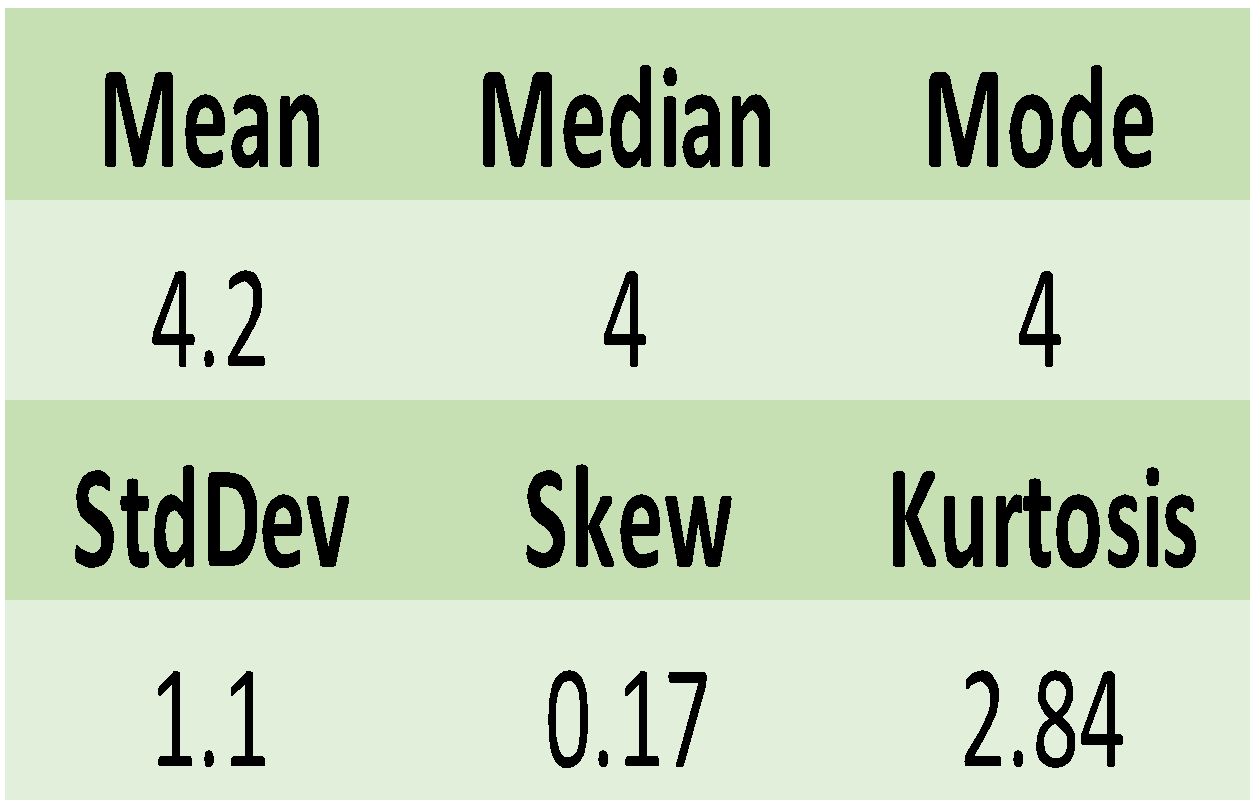 Mean Median Mode
4.2 4 4
StdDev Skew Kurtosis
1.1 0.17 2.84